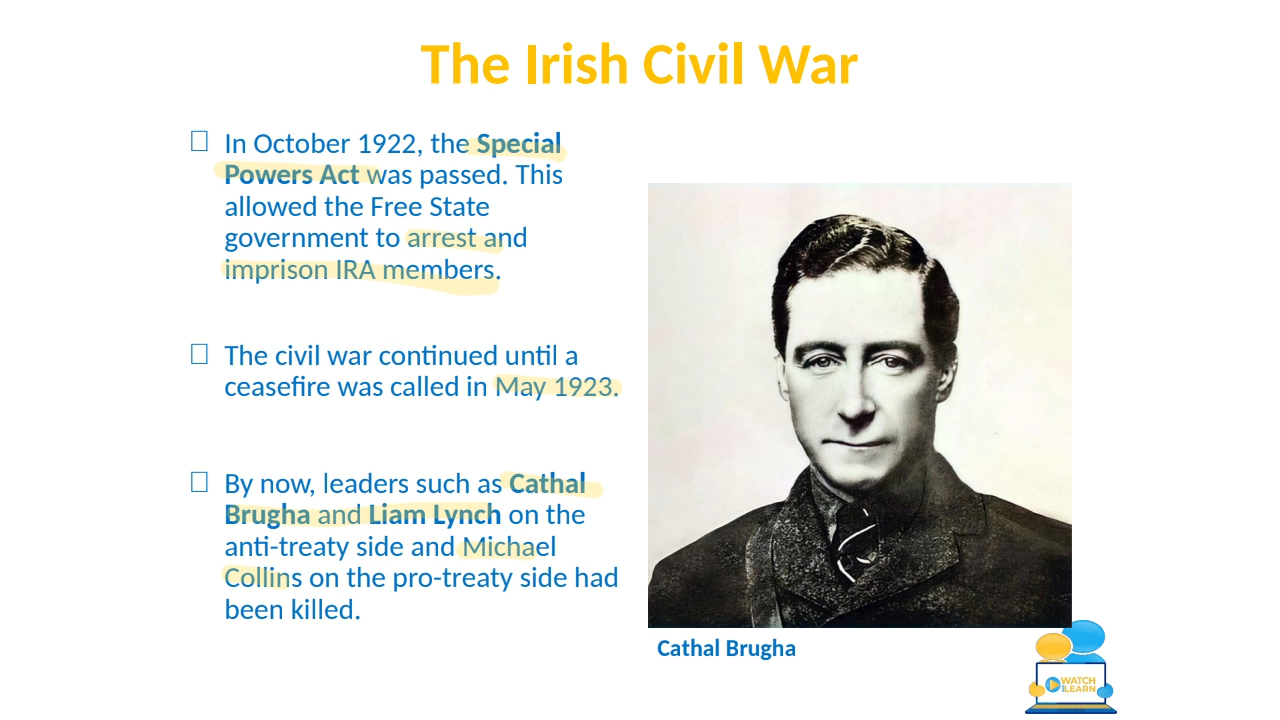 The Irish Civil War
In October 1922, the Special
Powers Act was passed. This
allowed the Free State
government to arrest and
imprison IRA members.
The civil war continued until a
ceasefire was called in May 1923.
By now, leaders such as Cathal
Brugha and Liam Lynch on the
anti-treaty side and Michael
Collins on the pro-treaty side had
been killed.
Cathal Brugha
WATCH
AND LEARN